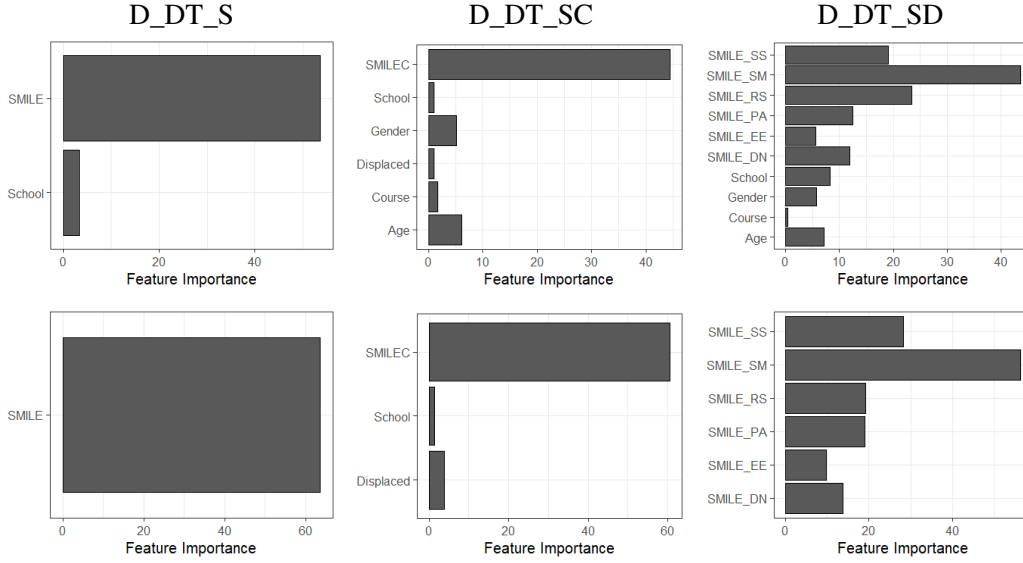 D_DT_S
D_DT_SC
D_DT_SD
SMILE
School
0
20
40
Feature Importance
SMILEC
School
Gender
Displaced
Course
Age
0
10
20
30
40
Feature Importance
SMILE_SS
SMILE_SM
SMILE_RS
SMILE_PA
SMILE_EE
SMILE_DN
School
Gender
Course
Age
0
10
20
30
40
Feature Importance
SMILE
0
20
40
60
Feature Importance
SMILEC
School
Displaced
0
20
40
60
Feature Importance
SMILE_SS
SMILE_SM
SMILE_RS
SMILE_PA
SMILE_EE
SMILE_DN
0
20
40
Feature Importance